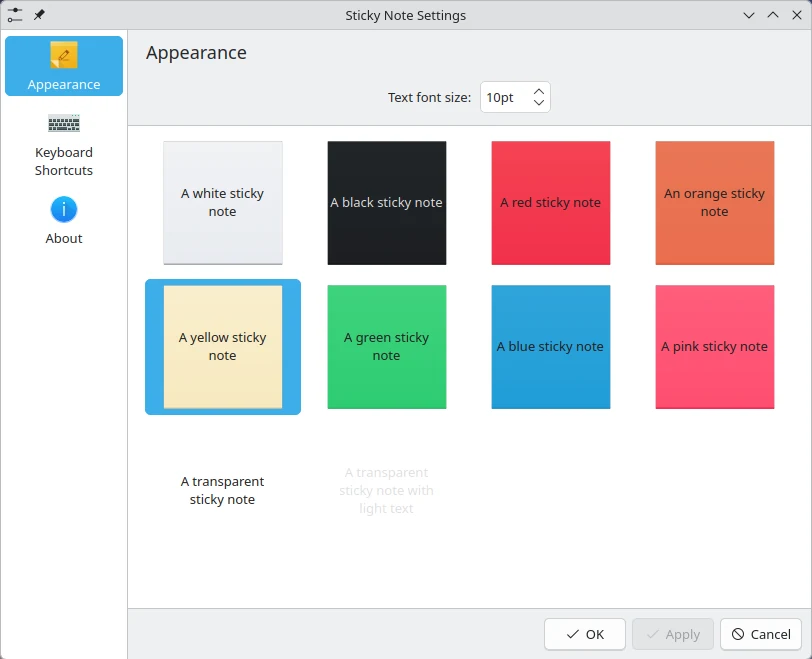 Sticky Note Settings
Appearance
Keyboard
Shortcuts
About
Appearance
Text font size: 10pt
A white sticky
note
A black sticky note
A red sticky note
An orange sticky
note
A yellow sticky
note
A green sticky
note
A blue sticky note
A pink sticky note
A transparent
sticky note
A transparent
sticky note with
light text
OK
Apply
Cancel